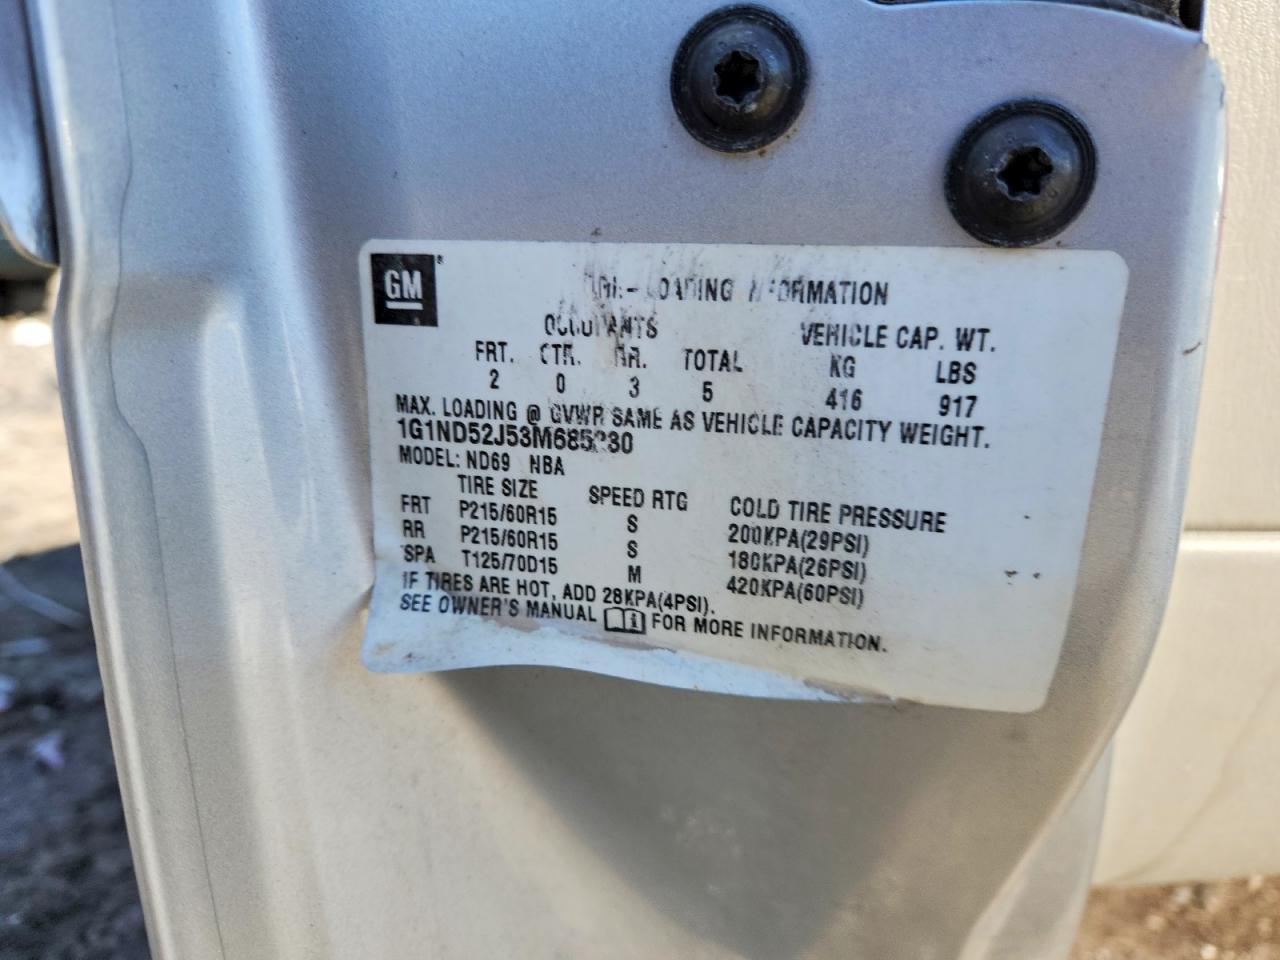 GM
TIRE-LOADING INFORMATION
OCCUPANTS VEHICLE CAP. WT.
FRT. CTR. RR. TOTAL KG LBS
2 0 3 5 416 917
MAX. LOADING @ GVWR SAME AS VEHICLE CAPACITY WEIGHT.
MODEL: ND69 NBA
TIRE SIZE SPEED RTG COLD TIRE PRESSURE
FRT P215/60R15 S 200KPA(29PSI)
RR P215/60R15 S 180KPA(26PSI)
SPA T125/70D15 M 420KPA(60PSI)
IF TIRES ARE HOT, ADD 28KPA(4PSI).
SEE OWNER'S MANUAL FOR MORE INFORMATION.